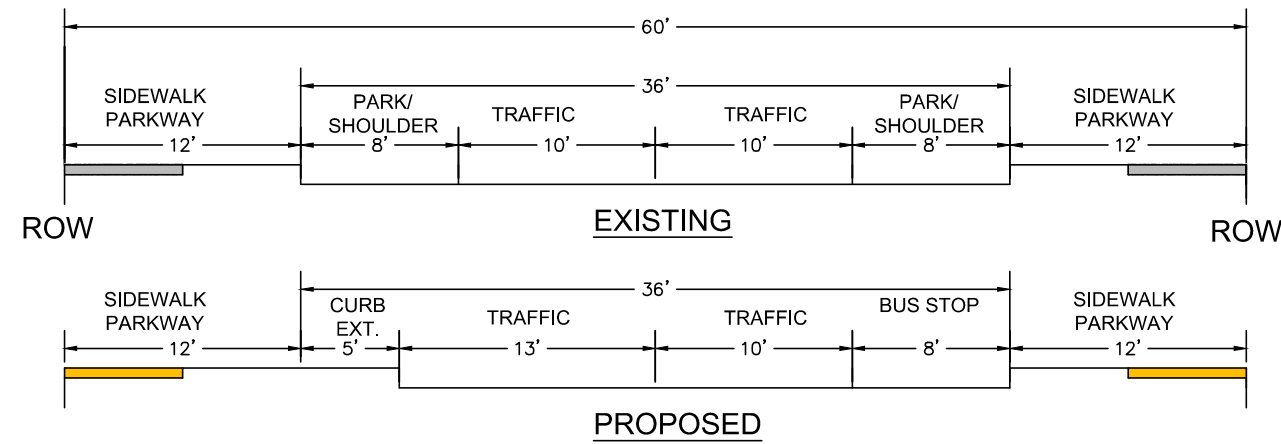 60’
36’
SIDEWALK
PARKWAY
12’
PARK/
SHOULDER
8’
TRAFFIC
10’
TRAFFIC
10’
PARK/
SHOULDER
8’
SIDEWALK
PARKWAY
12’
ROW
EXISTING
ROW
36’
SIDEWALK
PARKWAY
12’
CURB
EXT.
5’
TRAFFIC
13’
TRAFFIC
10’
BUS STOP
8’
SIDEWALK
PARKWAY
12’
PROPOSED